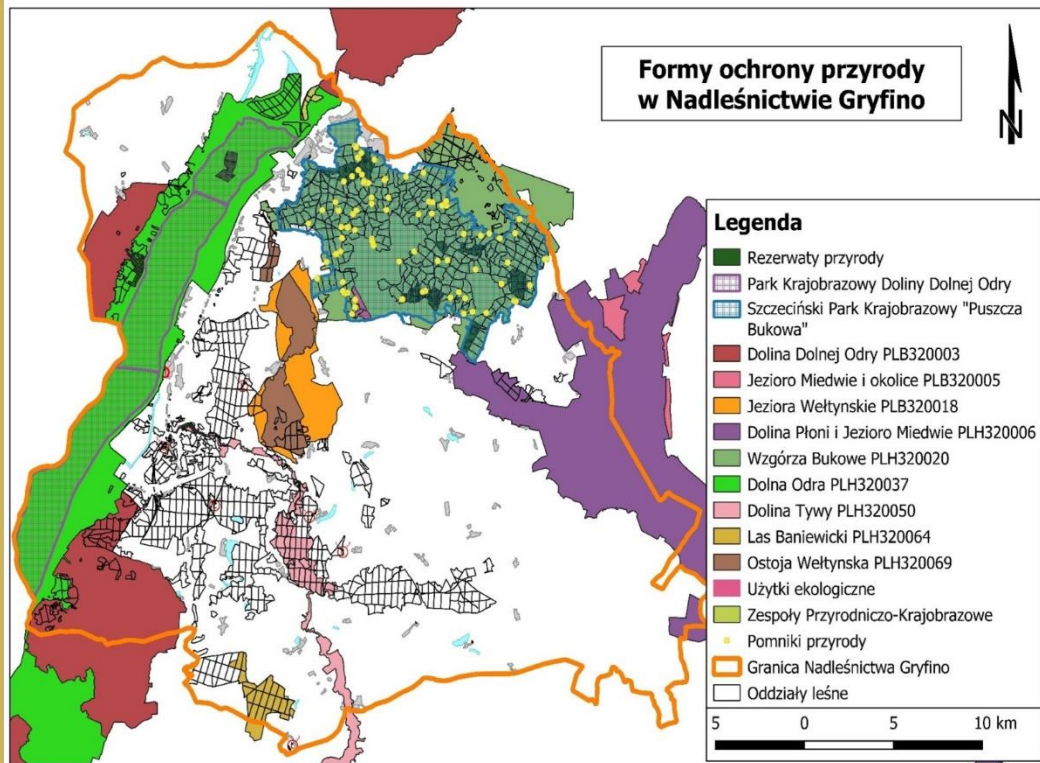 Formy ochrony przyrody
w Nadleśnictwie Gryfino
N
Legenda
Rezerwaty przyrody
Park Krajobrazowy Doliny Dolnej Odry
Szczeciński Park Krajobrazowy "Puszcza
Bukowa"
Dolina Dolnej Odry PLB320003
Jezioro Miedwie i okolice PLB320005
Jeziora Wełtynskie PLB320018
Dolina Płoni i Jezioro Miedwie PLH320006
Wzgórza Bukowe PLH320020
Dolna Odra PLH320037
Dolina Tywy PLH320050
Las Baniewicki PLH320064
Ostoja Wełtynska PLH320069
Użytki ekologiczne
Zespoły Przyrodniczo-Krajobrazowe
Pomniki przyrody
Granica Nadleśnictwa Gryfino
Oddziały leśne
5 0 5 10 km